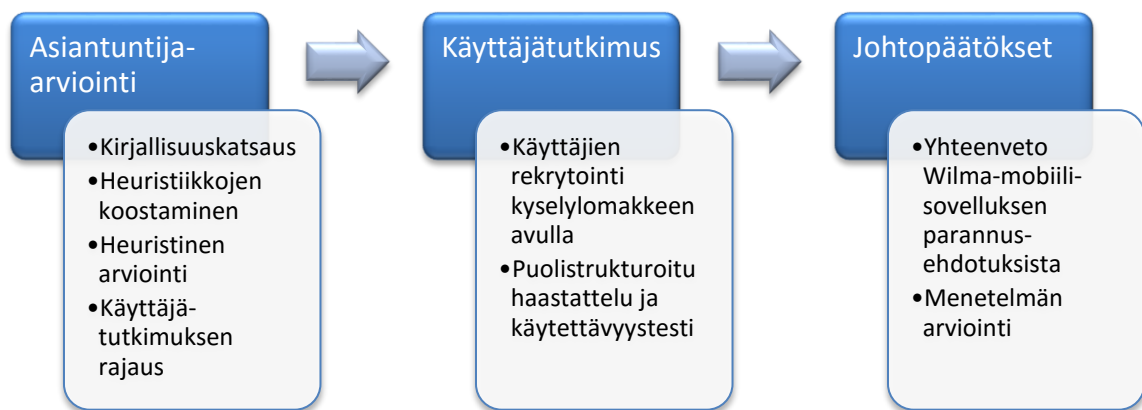 Asiantuntija-
arviointi
•Kirjallisuuskatsaus
•Heuristiikkojen
koostaminen
•Heuristinen
arviointi
•Käyttäjä-
tutkimuksen
rajaus
Käyttäjätutkimus
•Käyttäjien
rekrytointi
kyselylomakkeen
avulla
•Puolistrukturoitu
haastattelu ja
käytettävyystesti
Johtopäätökset
•Yhteenveto
Wilma-mobiili-
sovelluksen
parannus-
ehdotuksista
•Menetelmän
arviointi